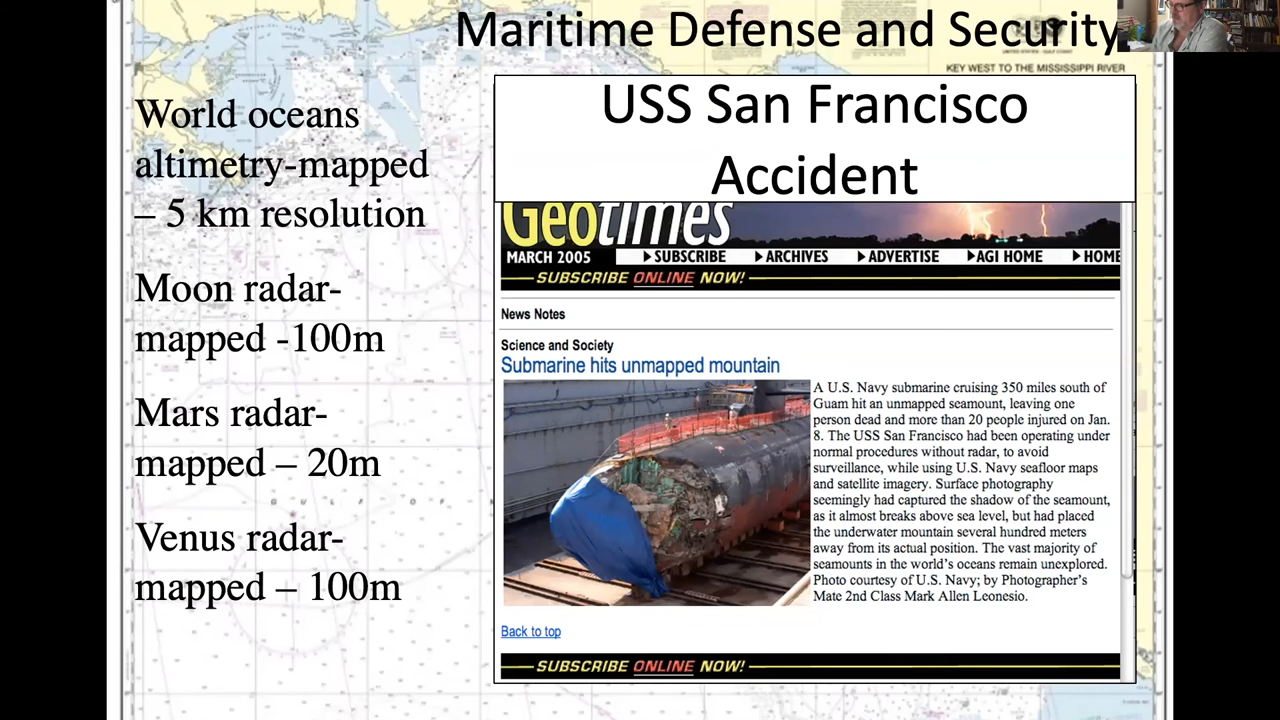 Maritime Defense and Security
KEY WEST TO THE MISSISSIPPI RIVER
World oceans
altimetry-mapped
– 5 km resolution
Moon radar-
mapped -100m
Mars radar-
mapped – 20m
Venus radar-
mapped – 100m
USS San Francisco
Accident
Geotimes
MARCH 2005 SUBSCRIBE ARCHIVES ADVERTISE AGI HOME HOME
SUBSCRIBE ONLINE NOW!
News Notes
Science and Society
Submarine hits unmapped mountain
A U.S. Navy submarine cruising 350 miles south of
Guam hit an unmapped seamount, leaving one
person dead and more than 20 people injured on Jan.
8. The USS San Francisco had been operating under
normal procedures without radar, to avoid
surveillance, while using U.S. Navy seafloor maps
and satellite imagery. Surface photography
seemingly had captured the shadow of the seamount,
as it almost breaks above sea level, but had placed
the underwater mountain several hundred meters
away from its actual position. The vast majority of
seamounts in the world's oceans remain unexplored.
Photo courtesy of U.S. Navy; by Photographer's
Mate 2nd Class Mark Allen Leonesio.
Back to top
SUBSCRIBE ONLINE NOW!